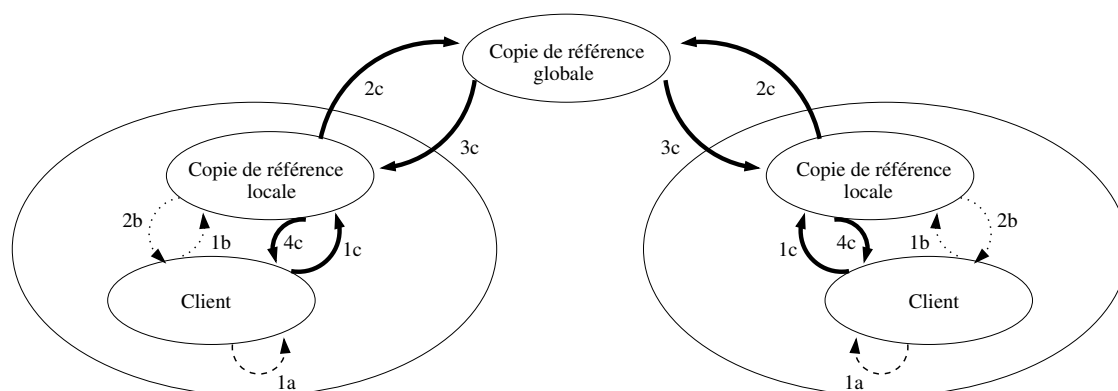 Copie de référence
globale
2c
2c
3c
3c
Copie de référence
locale
Copie de référence
locale
2b
1b
4c
1c
1c
4c
1b
2b
Client
Client
1a
1a